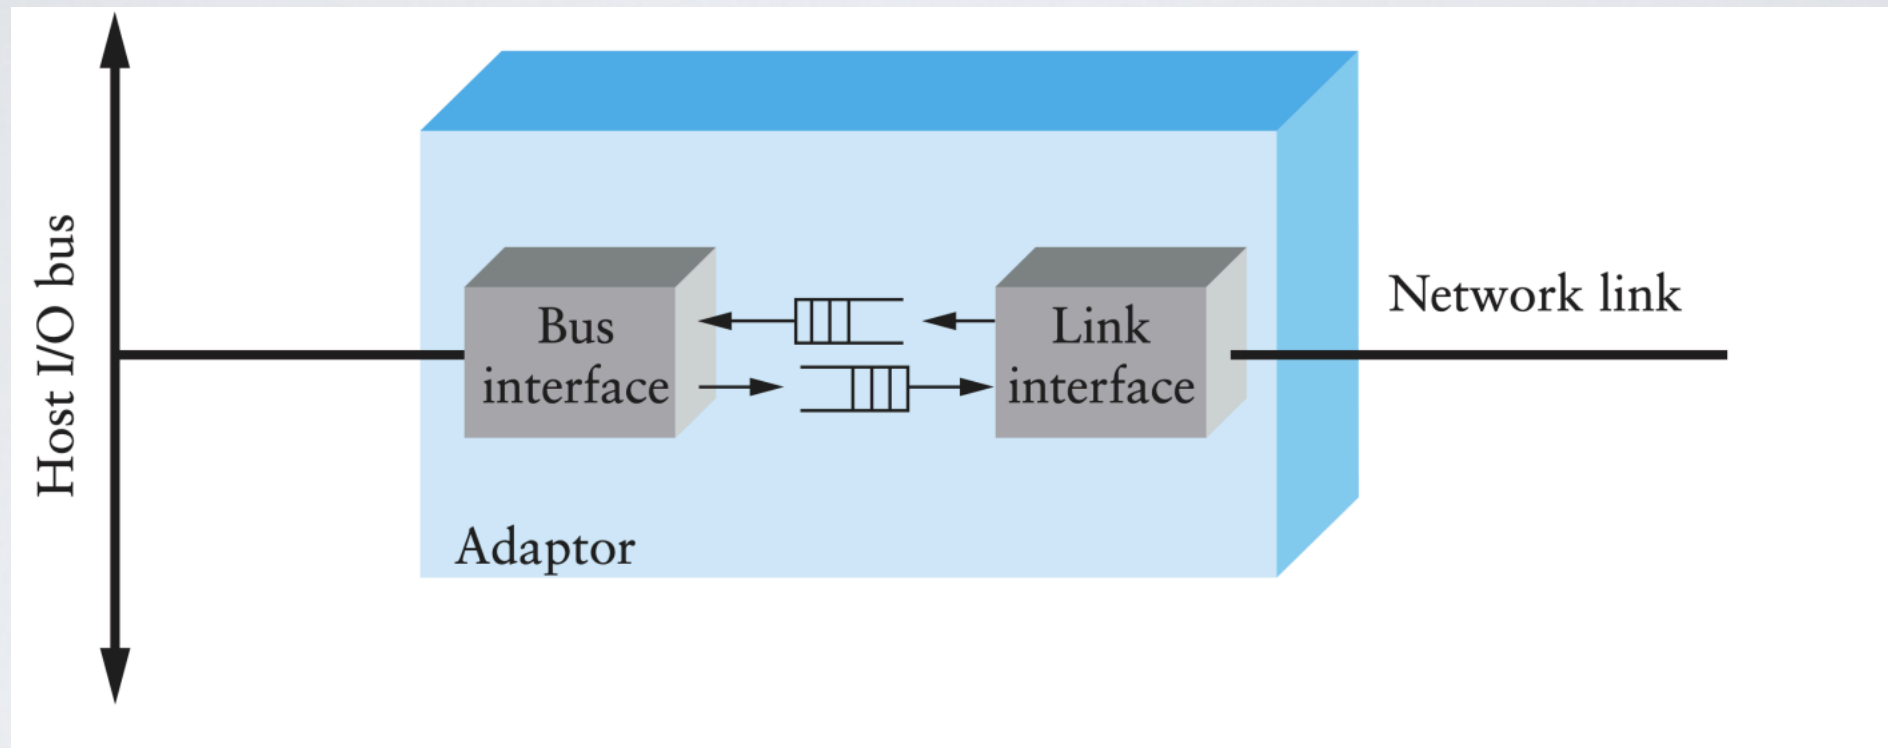 Host I/O bus
Bus
interface
Link
interface
Network link
Adaptor